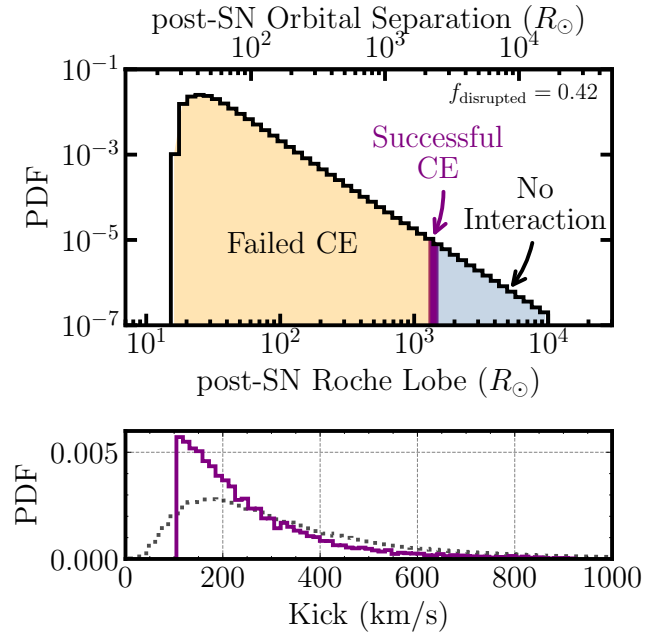 post-SN Orbital Separation (R☉)
10² 10³ 10⁴
f_disrupted = 0.42
10⁻¹
10⁻³
10⁻⁵
10⁻⁷
PDF
Successful
CE
No
Interaction
Failed CE
10¹ 10² 10³ 10⁴
post-SN Roche Lobe (R☉)
0.005
0.000
PDF
0 200 400 600 800 1000
Kick (km/s)